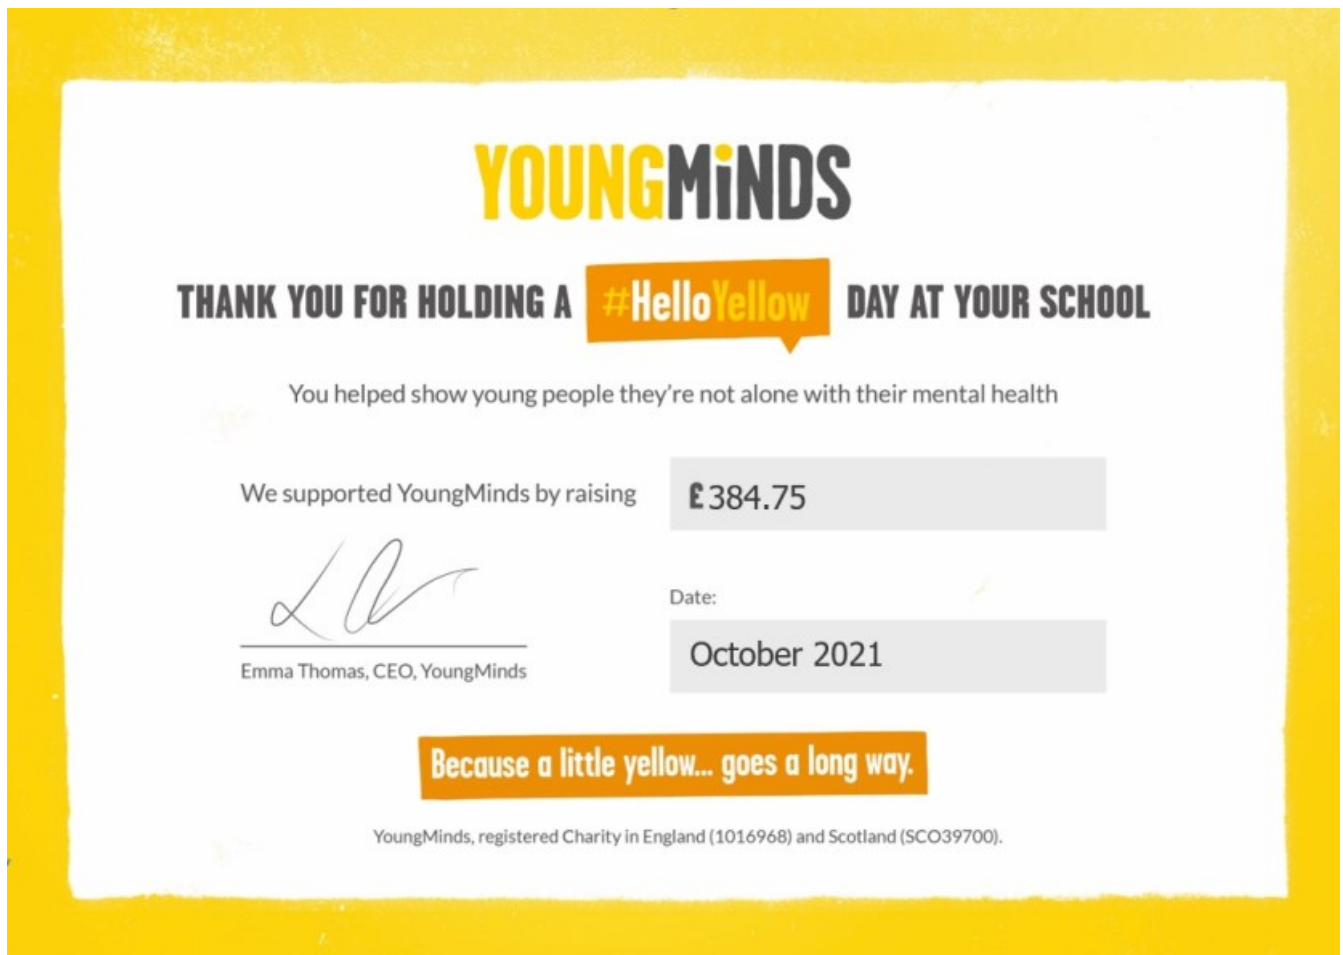 YOUNGMiNDS
THANK YOU FOR HOLDING A #HelloYellow DAY AT YOUR SCHOOL
You helped show young people they're not alone with their mental health
We supported YoungMinds by raising £384.75
Date:
October 2021
Emma Thomas, CEO, YoungMinds
Because a little yellow... goes a long way.
YoungMinds, registered Charity in England (1016968) and Scotland (SCO39700).